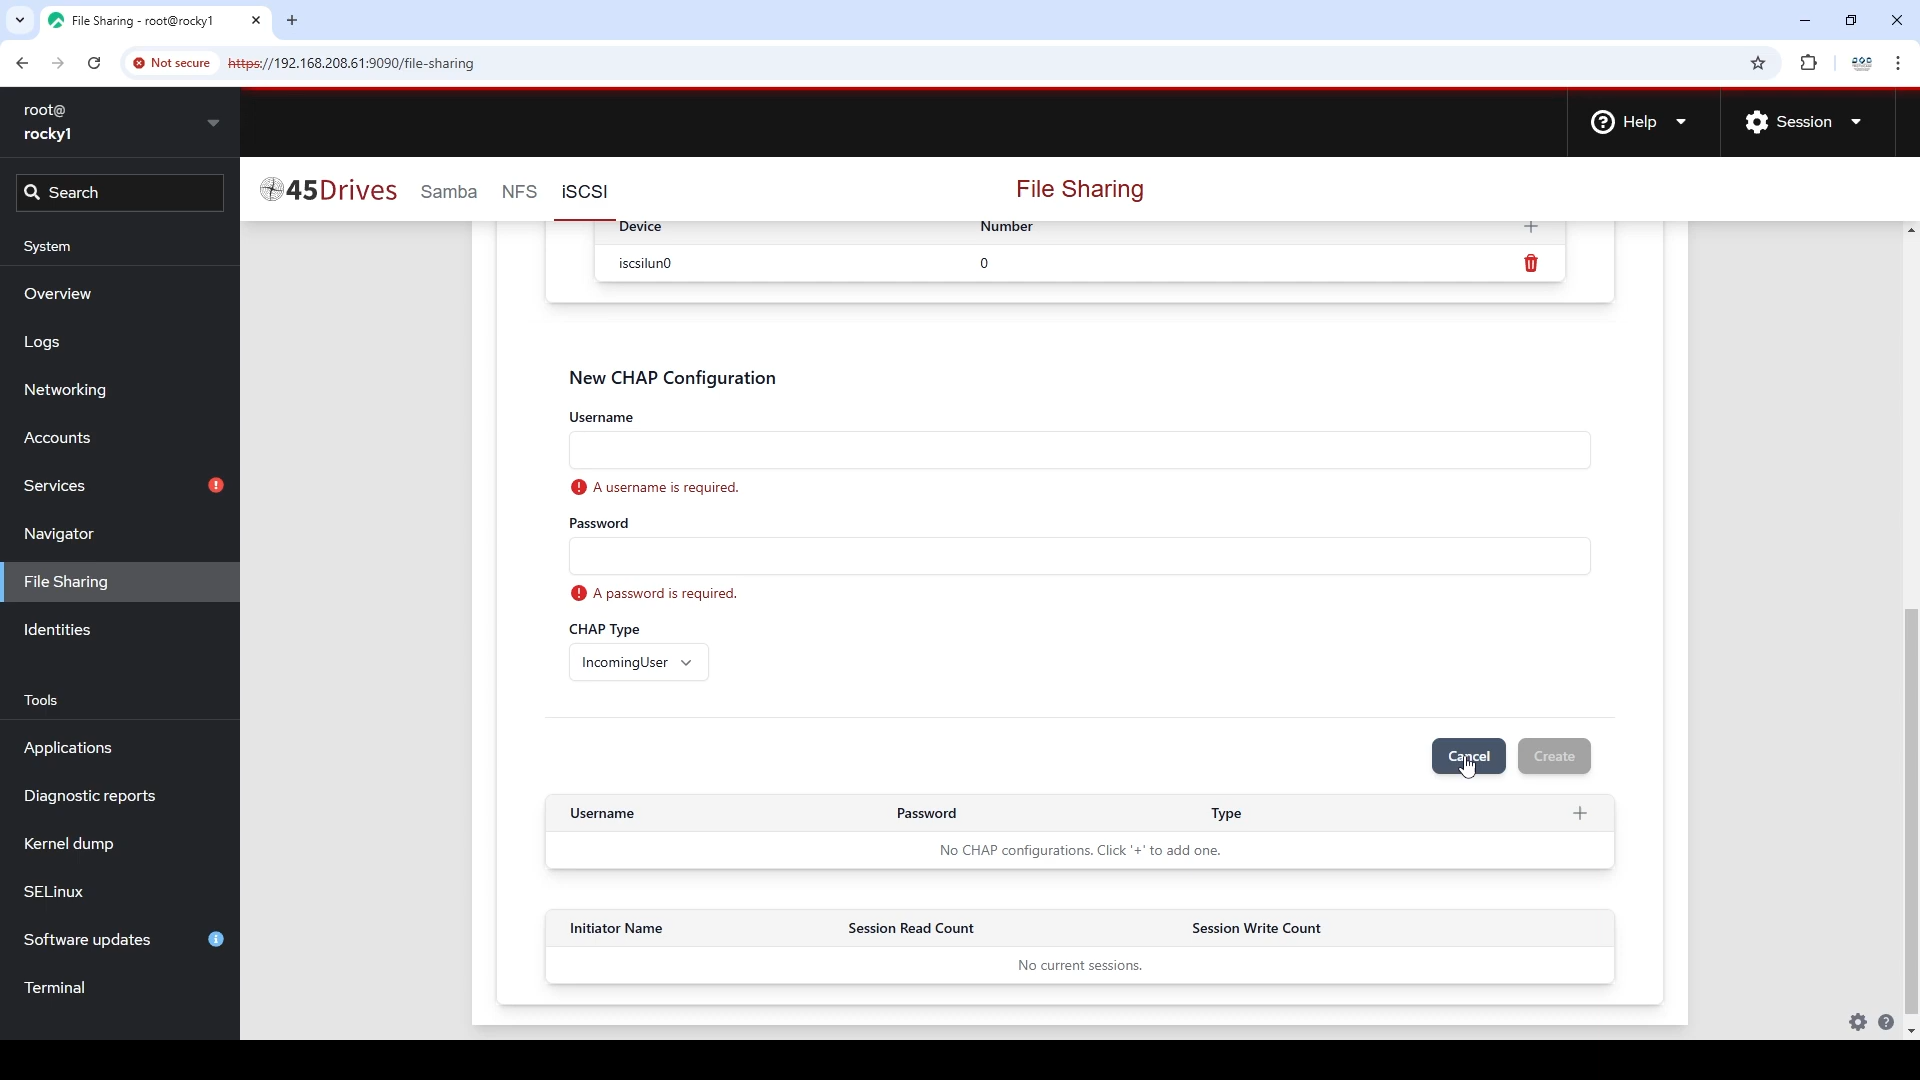 File Sharing - root@rocky1
Not secure https://192.168.208.61:9090/file-sharing
root@
rocky1
Help
Session
Search
45Drives Samba NFS iSCSI
File Sharing
System
Overview
Logs
Networking
Accounts
Services
Navigator
File Sharing
Identities
Tools
Applications
Diagnostic reports
Kernel dump
SELinux
Software updates
Terminal
Device Number
iscsilun0 0
New CHAP Configuration
Username
A username is required.
Password
A password is required.
CHAP Type
IncomingUser
Cancel Create
Username Password Type
No CHAP configurations. Click '+' to add one.
Initiator Name Session Read Count Session Write Count
No current sessions.